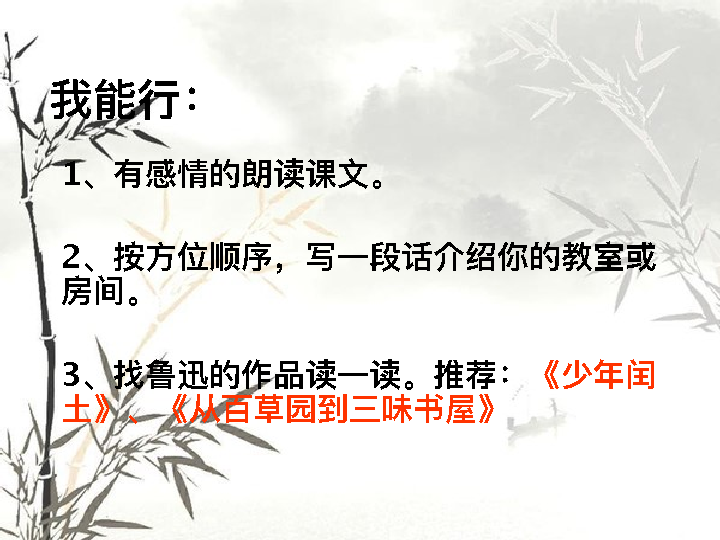 我能行：
1、有感情的朗读课文。
2、按方位顺序，写一段话介绍你的教室或
房间。
3、找鲁迅的作品读一读。推荐：《少年闰
土》、《从百草园到三味书屋》